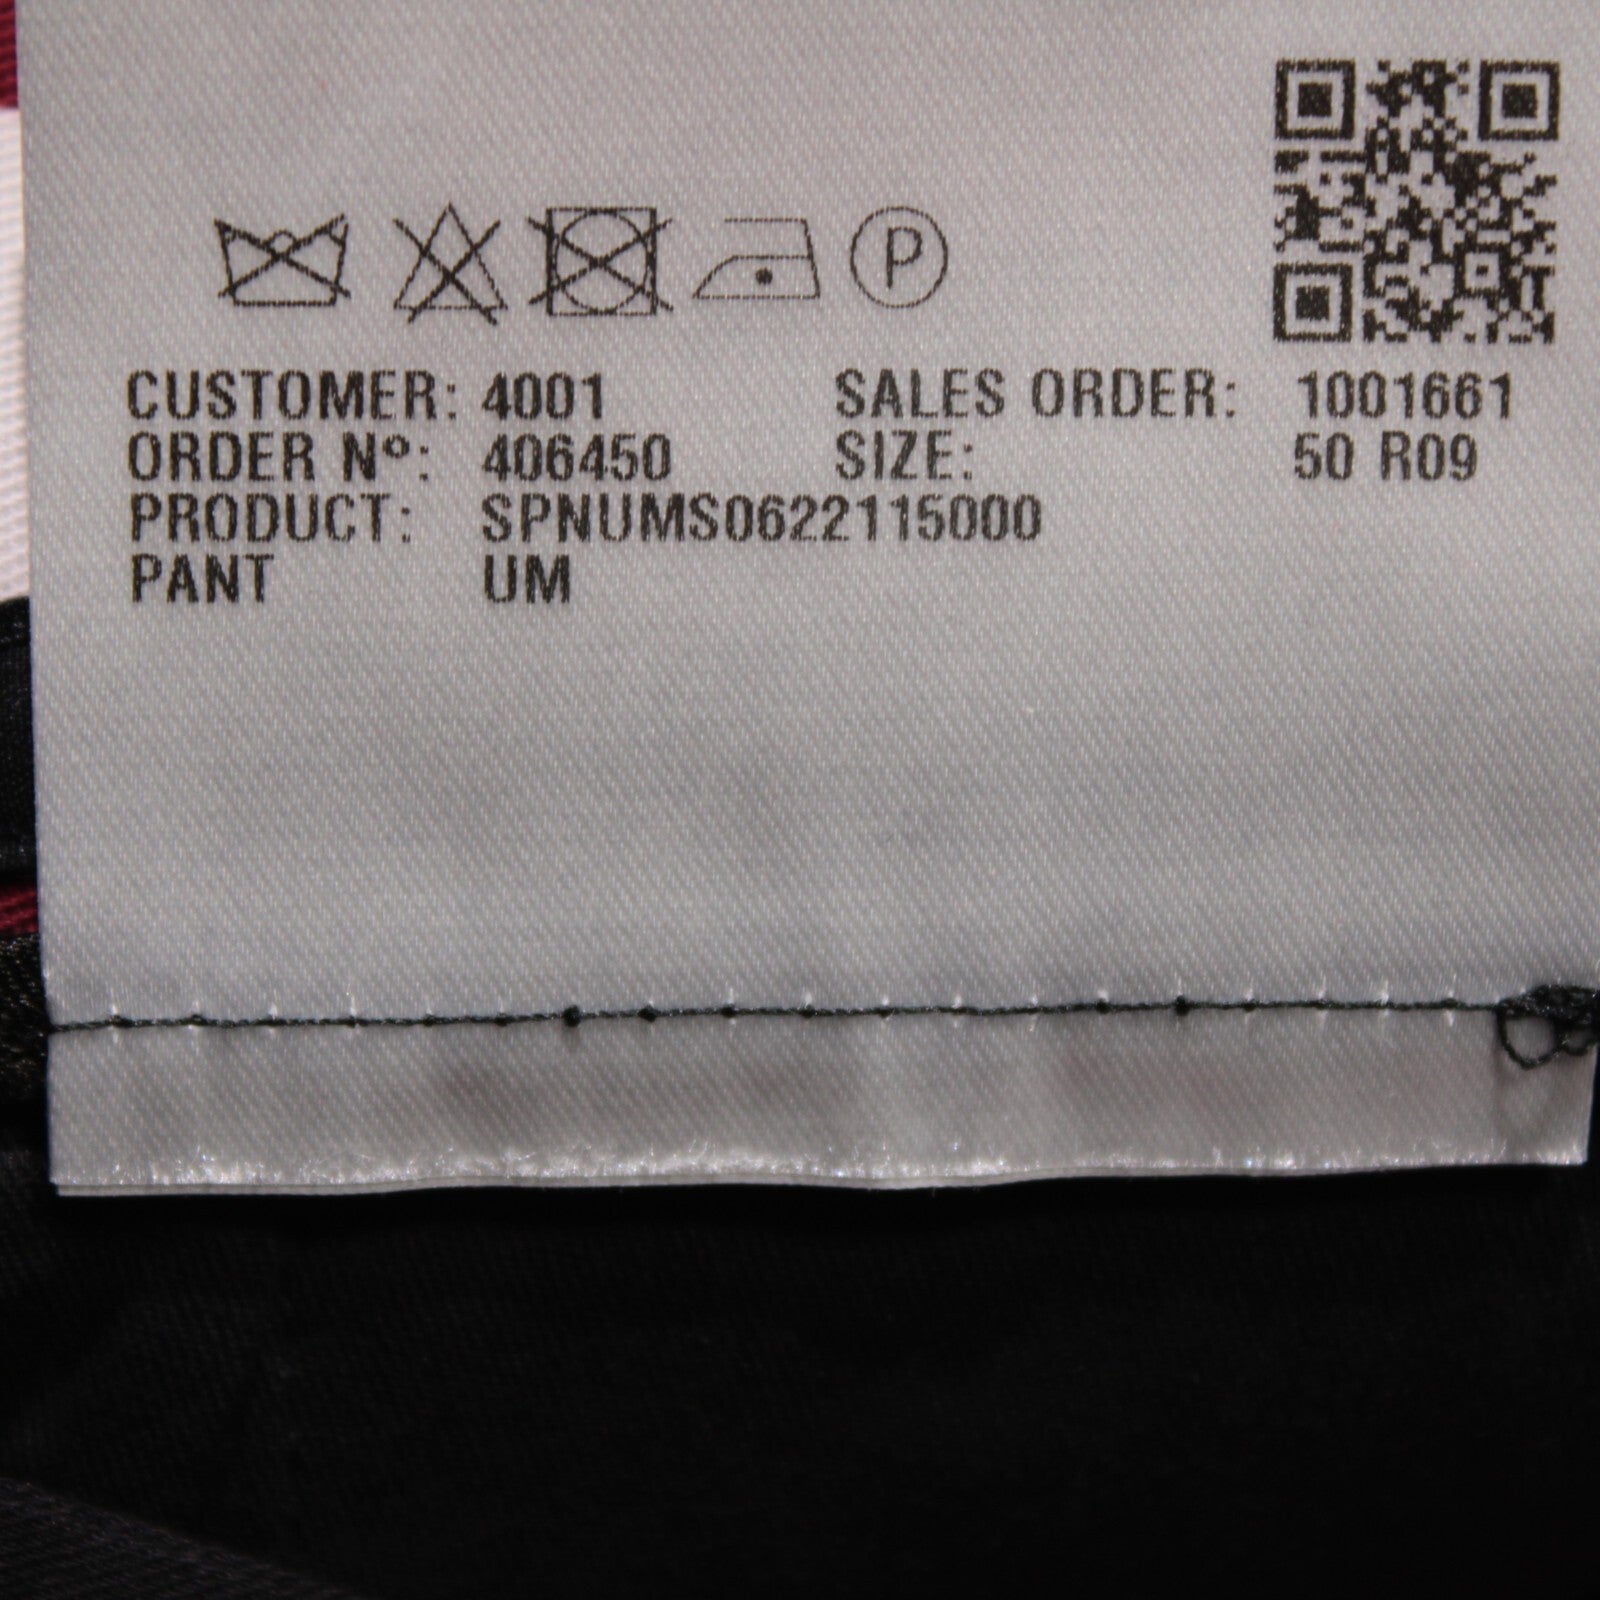 P
CUSTOMER: 4001 SALES ORDER: 1001661
ORDER Nº: 406450 SIZE: 50 R09
PRODUCT: SPNUMS0622115000
PANT UM